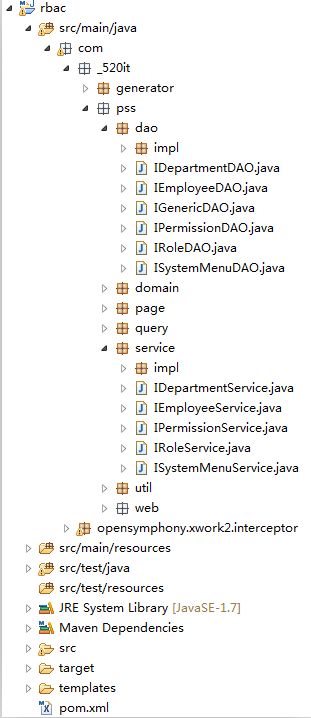 rbac
src/main/java
com
_520it
generator
pss
dao
impl
IDepartmentDAO.java
IEmployeeDAO.java
IGenericDAO.java
IPermissionDAO.java
IRoleDAO.java
ISystemMenuDAO.java
domain
page
query
service
impl
IDepartmentService.java
IEmployeeService.java
IPermissionService.java
IRoleService.java
ISystemMenuService.java
util
web
opensymphony.xwork2.interceptor
src/main/resources
src/test/java
src/test/resources
JRE System Library [JavaSE-1.7]
Maven Dependencies
src
target
templates
pom.xml